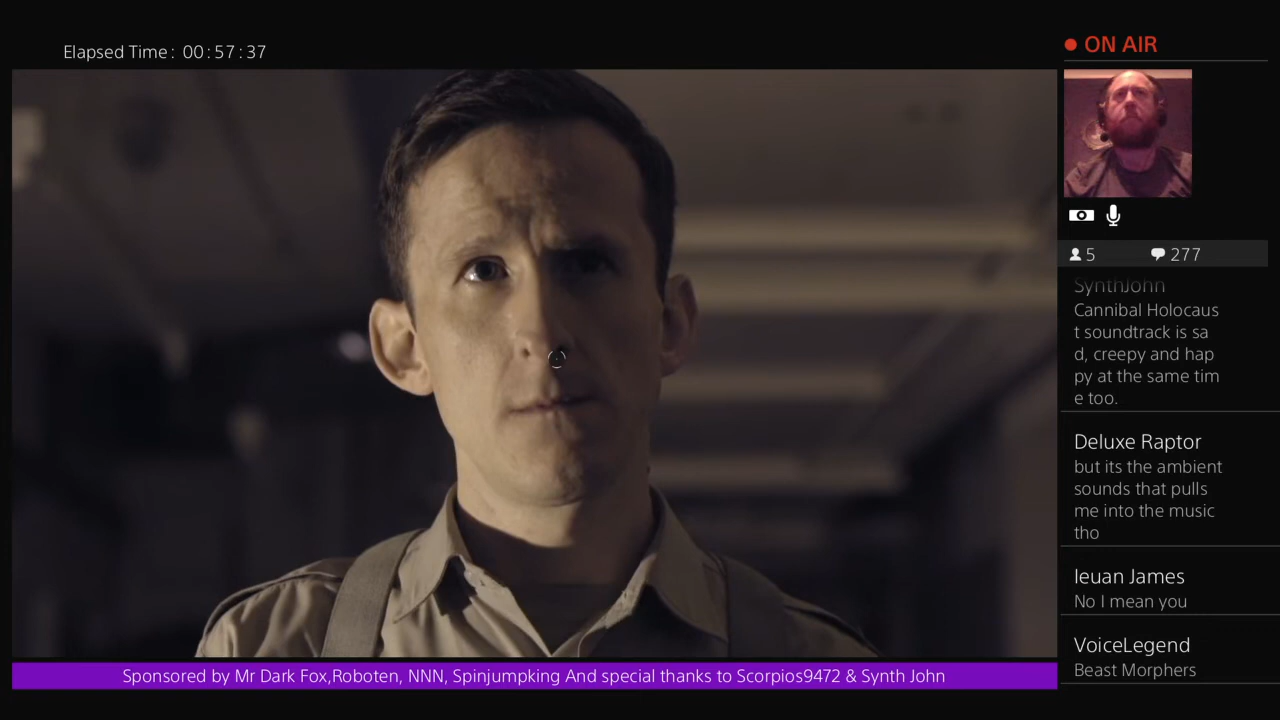 Elapsed Time: 00:57:37
ON AIR
5 277
SynthJohn
Cannibal Holocaus
t soundtrack is sa
d, creepy and hap
py at the same tim
e too.
Deluxe Raptor
but its the ambient
sounds that pulls
me into the music
tho
Ieuan James
No I mean you
VoiceLegend
Beast Morphers
Sponsored by Mr Dark Fox,Roboten, NNN, Spinjumpking And special thanks to Scorpios9472 & Synth John